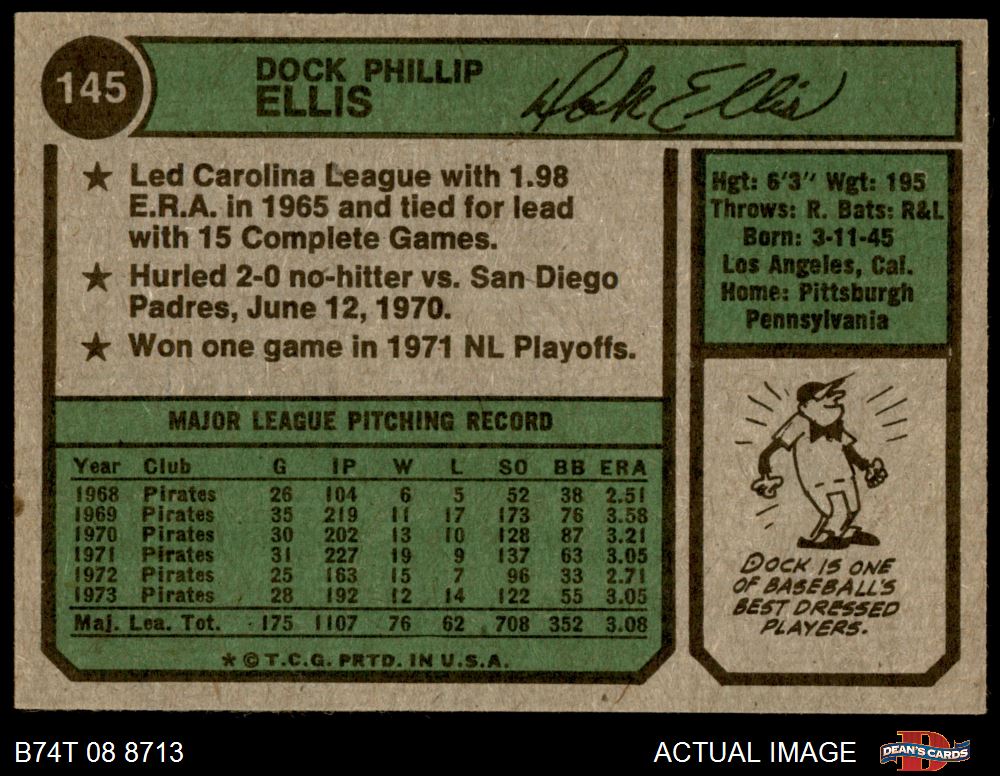 145
DOCK PHILLIP
ELLIS
Dock Ellis
★ Led Carolina League with 1.98
E.R.A. in 1965 and tied for lead
with 15 Complete Games.
★ Hurled 2-0 no-hitter vs. San Diego
Padres, June 12, 1970.
★ Won one game in 1971 NL Playoffs.
Hgt: 6'3" Wgt: 195
Throws: R. Bats: R&L
Born: 3-11-45
Los Angeles, Cal.
Home: Pittsburgh
Pennsylvania
MAJOR LEAGUE PITCHING RECORD
Year Club G IP W L SO BB ERA
1968 Pirates 26 104 6 5 52 38 2.51
1969 Pirates 35 219 11 17 173 76 3.58
1970 Pirates 30 202 13 10 128 87 3.21
1971 Pirates 31 227 19 9 137 63 3.05
1972 Pirates 25 163 15 7 96 33 2.71
1973 Pirates 28 192 12 14 122 55 3.05
Maj. Lea. Tot. 175 1107 76 62 708 352 3.08
★ © T.C.G. PRTD. IN U.S.A.
DOCK IS ONE
OF BASEBALL'S
BEST DRESSED
PLAYERS.
B74T 08 8713
ACTUAL IMAGE
DEAN'S CARDS